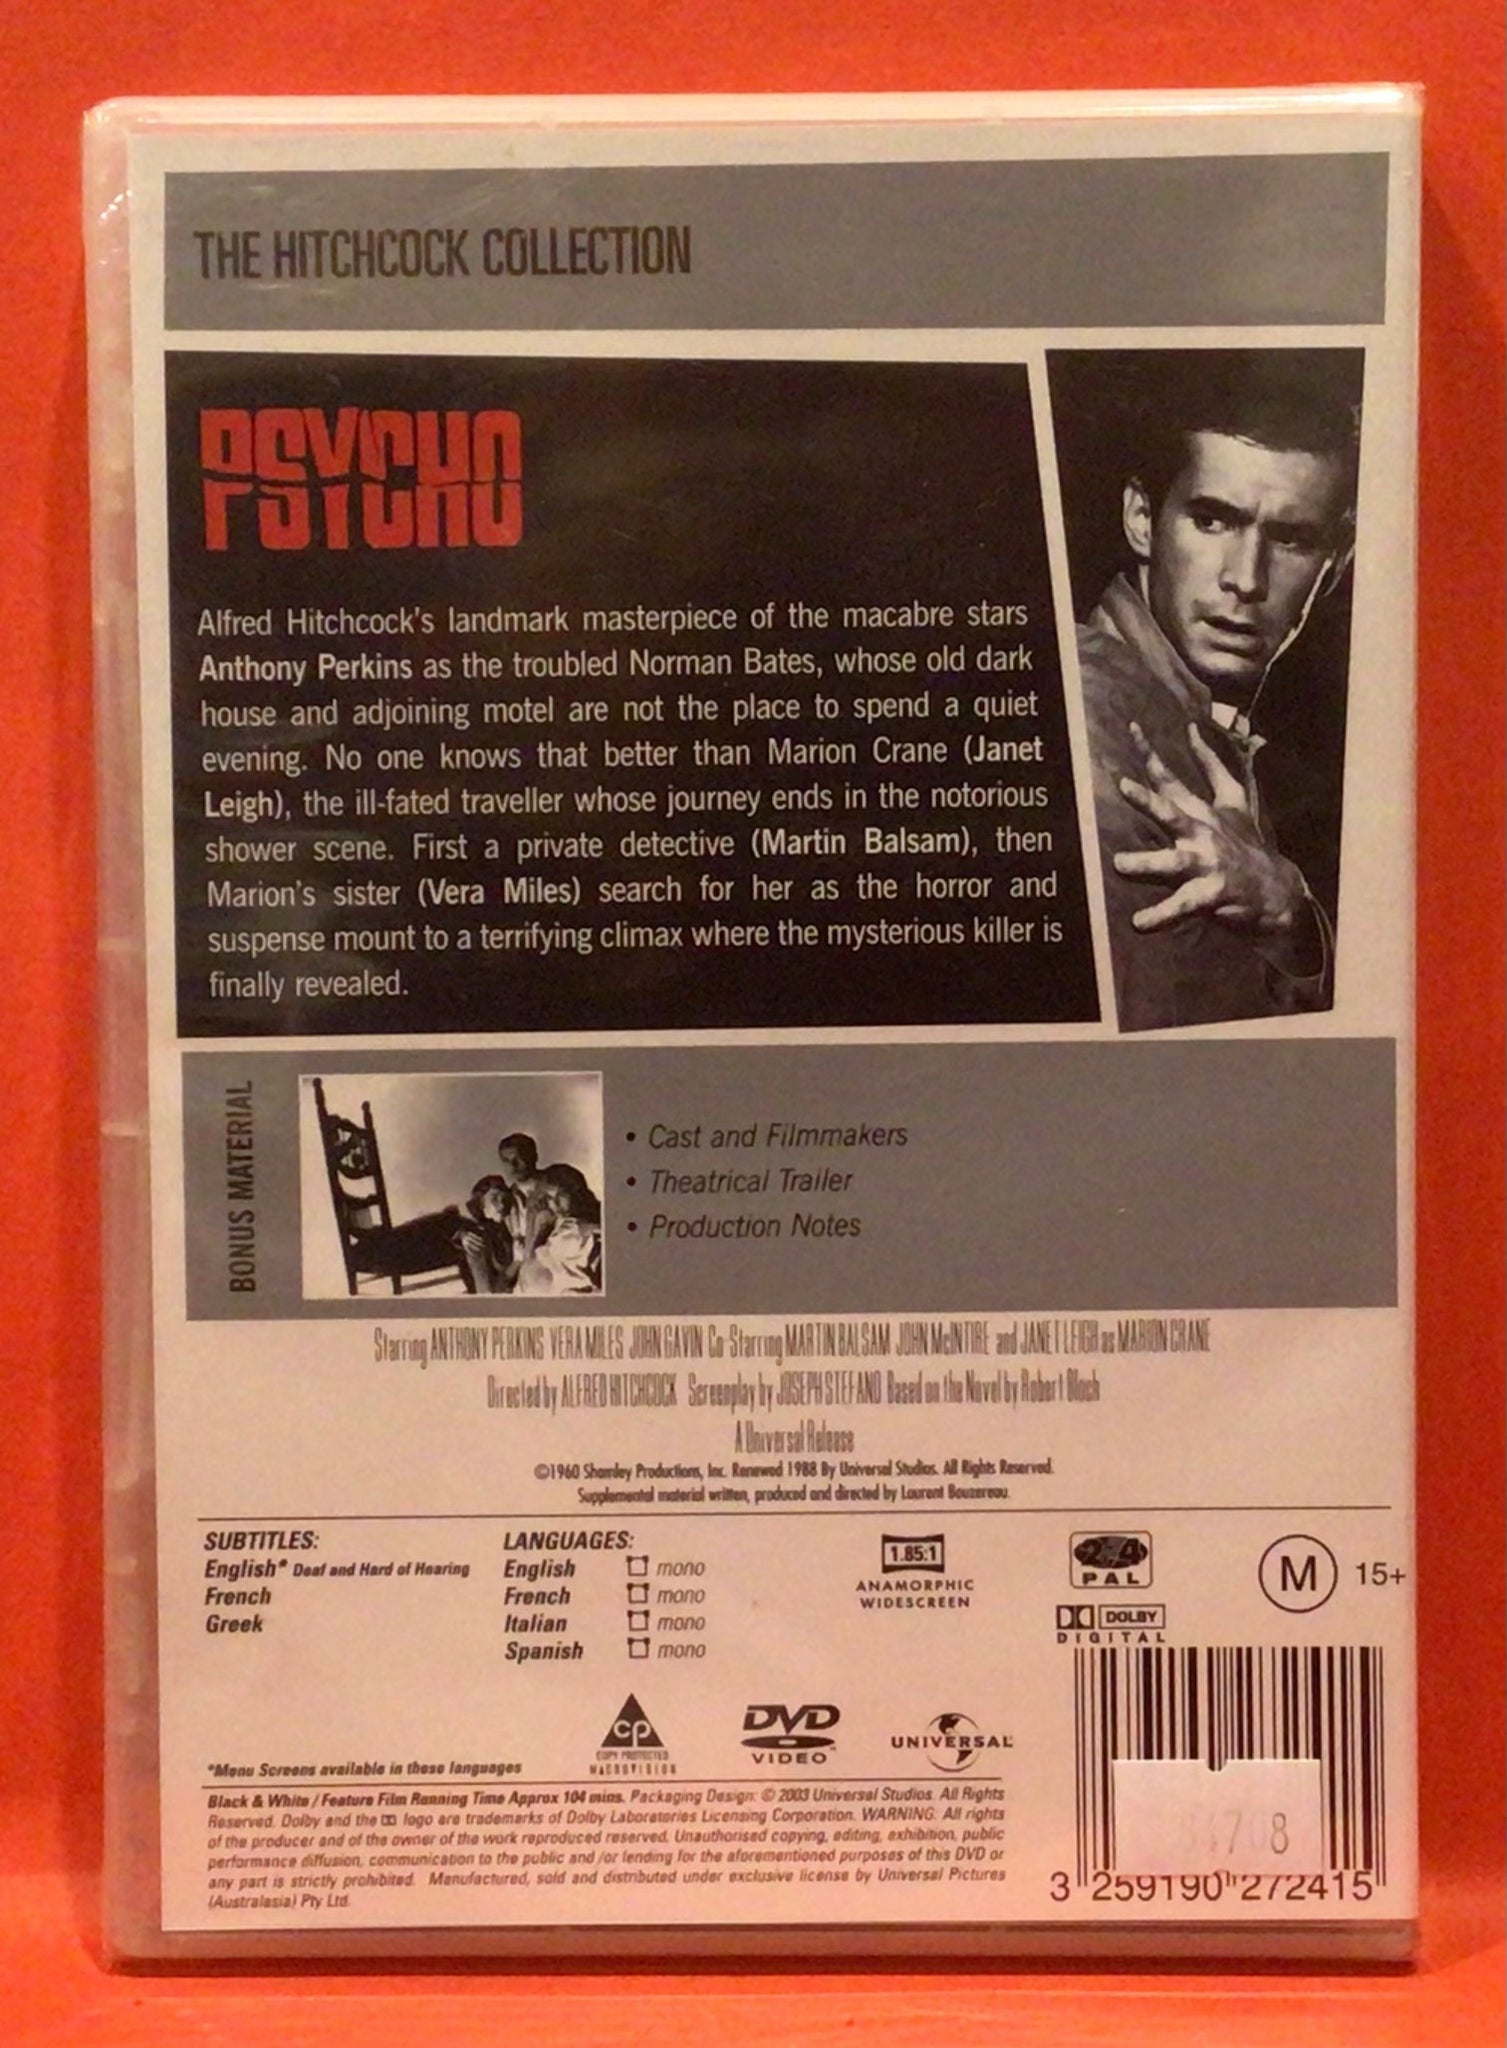 THE HITCHCOCK COLLECTION
PSYCHO
Alfred Hitchcock's landmark masterpiece of the macabre stars
Anthony Perkins as the troubled Norman Bates, whose old dark
house and adjoining motel are not the place to spend a quiet
evening. No one knows that better than Marion Crane (Janet
Leigh), the ill-fated traveller whose journey ends in the notorious
shower scene. First a private detective (Martin Balsam), then
Marion's sister (Vera Miles) search for her as the horror and
suspense mount to a terrifying climax where the mysterious killer is
finally revealed.
BONUS MATERIAL
• Cast and Filmmakers
• Theatrical Trailer
• Production Notes
Starring ANTHONY PERKINS VERA MILES JOHN GAVIN Co-Starring MARTIN BALSAM JOHN McINTIRE and JANET LEIGH as MARION CRANE
Directed by ALFRED HITCHCOCK Screenplay by JOSEPH STEFANO Based on the Novel by Robert Bloch
A Universal Release
©1960 Shamley Productions, Inc. Renewed 1988 By Universal Studios. All Rights Reserved.
Supplemental material written, produced and directed by Laurent Bouzereau.
SUBTITLES:
English* Deaf and Hard of Hearing
French
Greek
LANGUAGES:
English mono
French mono
Italian mono
Spanish mono
1.85:1
ANAMORPHIC
WIDESCREEN
2 4
PAL
DOLBY
DIGITAL
M 15+
*Menu Screens available in these languages
CP
COPY PROTECTED
MACROVISION
DVD
VIDEO
UNIVERSAL
Black & White / Feature Film Running Time Approx 104 mins. Packaging Design: © 2003 Universal Studios. All Rights
Reserved. Dolby and the logo are trademarks of Dolby Laboratories Licensing Corporation. WARNING: All rights
of the producer and of the owner of the work reproduced reserved. Unauthorised copying, editing, exhibition, public
performance diffusion, communication to the public and /or lending for the aforementioned purposes of this DVD or
any part is strictly prohibited. Manufactured, sold and distributed under exclusive license by Universal Pictures
(Australasia) Pty Ltd.
3 259190 272415